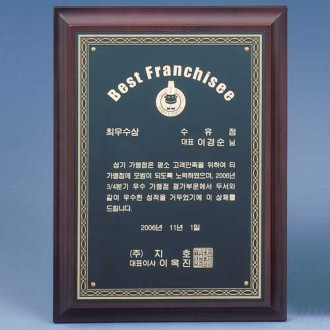 Best Franchisee
최우수상 수 유 점
대표 이경순 님
상기 가맹점은 평소 고객만족을 위하여 타
가맹점에 모범이 되도록 노력하였으며, 2006년
3/4분기 우수 가맹점 평가부문에서 두서와
같이 우수한 성적을 거두었기에 이 상패를
드립니다.
2006년 11년 1일
(주) 지 호
대표이사 이 옥 진